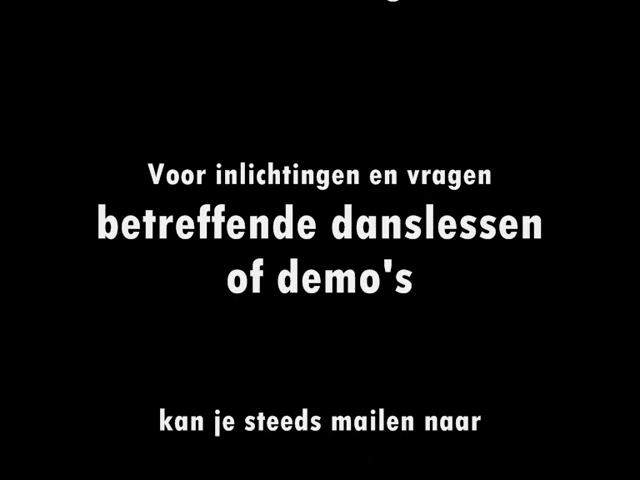 Voor inlichtingen en vragen
betreffende danslessen
of demo's
kan je steeds mailen naar